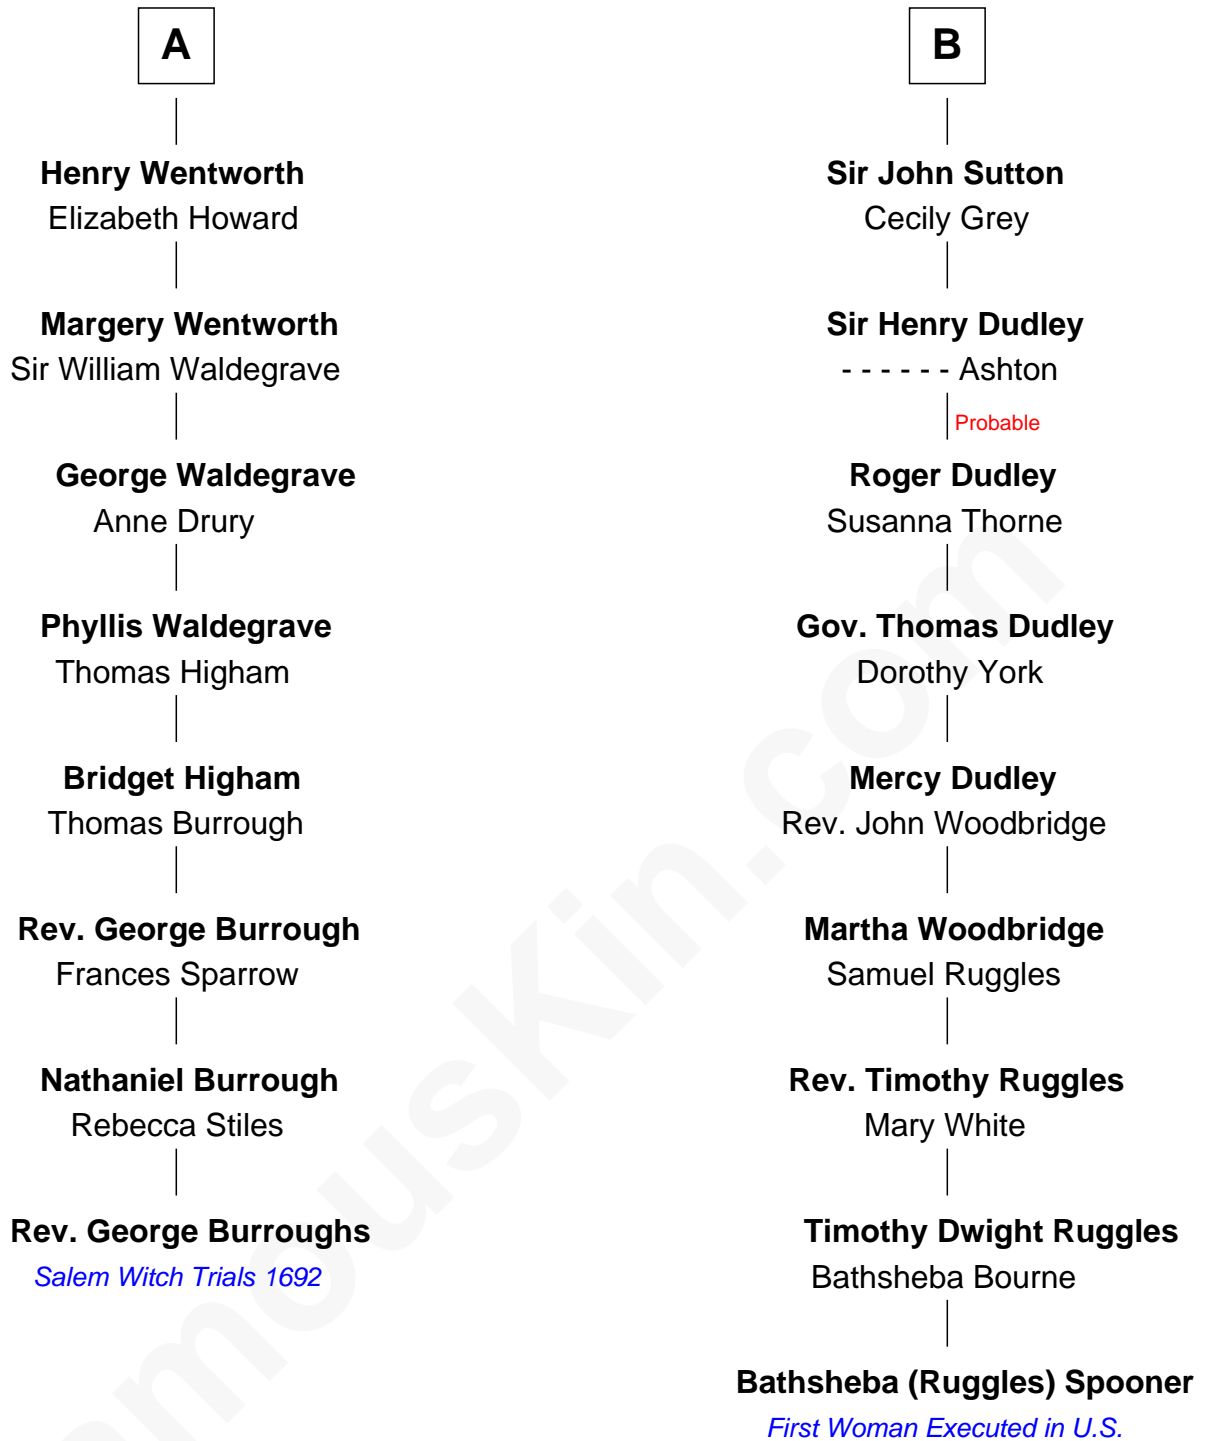 A
Henry Wentworth
Elizabeth Howard
Margery Wentworth
Sir William Waldegrave
George Waldegrave
Anne Drury
Phyllis Waldegrave
Thomas Higham
Bridget Higham
Thomas Burrough
Rev. George Burrough
Frances Sparrow
Nathaniel Burrough
Rebecca Stiles
Rev. George Burroughs
Salem Witch Trials 1692
B
Sir John Sutton
Cecily Grey
Sir Henry Dudley
- - - - - - Ashton
Probable
Roger Dudley
Susanna Thorne
Gov. Thomas Dudley
Dorothy York
Mercy Dudley
Rev. John Woodbridge
Martha Woodbridge
Samuel Ruggles
Rev. Timothy Ruggles
Mary White
Timothy Dwight Ruggles
Bathsheba Bourne
Bathsheba (Ruggles) Spooner
First Woman Executed in U.S.
amouskin.com